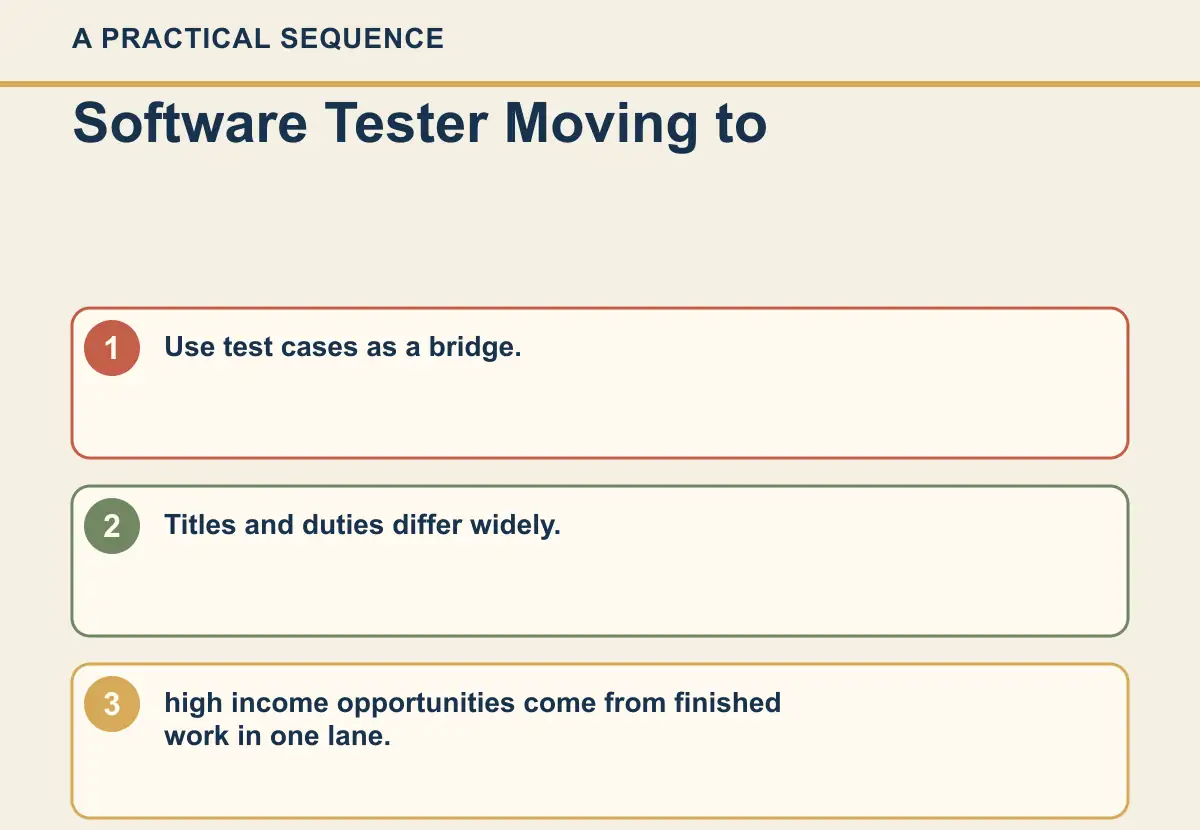 A PRACTICAL SEQUENCE
Software Tester Moving to
1
Use test cases as a bridge.
2
Titles and duties differ widely.
3
high income opportunities come from finished
work in one lane.